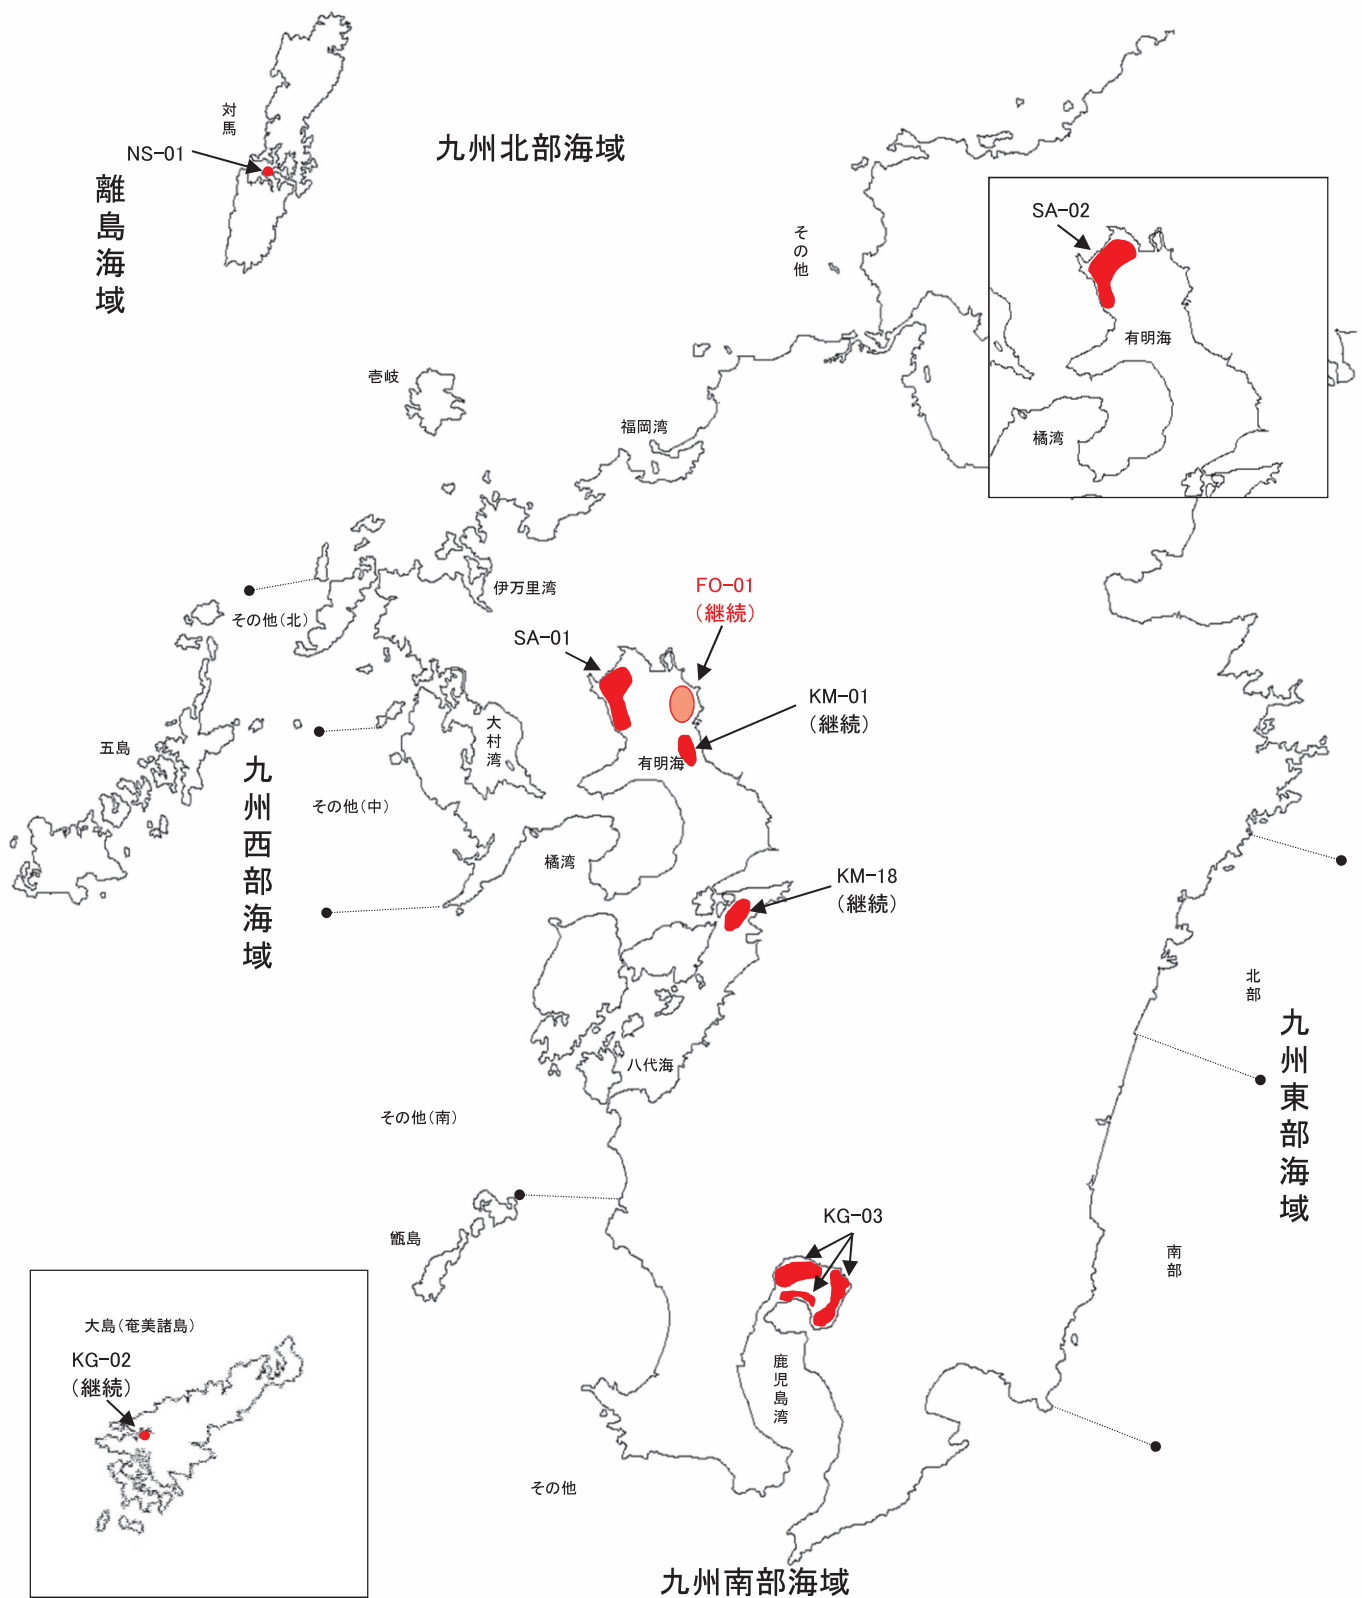 対馬
NS-01
九州北部海域
離島海域
その他
SA-02
有明海
橘湾
壱岐
福岡湾
伊万里湾
その他(北)
FO-01
(継続)
SA-01
KM-01
(継続)
大村湾
五島
有明海
九州西部海域
その他(中)
橘湾
KM-18
(継続)
北部
九州東部海域
八代海
その他(南)
KG-03
甑島
南部
大島(奄美諸島)
KG-02
(継続)
鹿児島湾
その他
九州南部海域